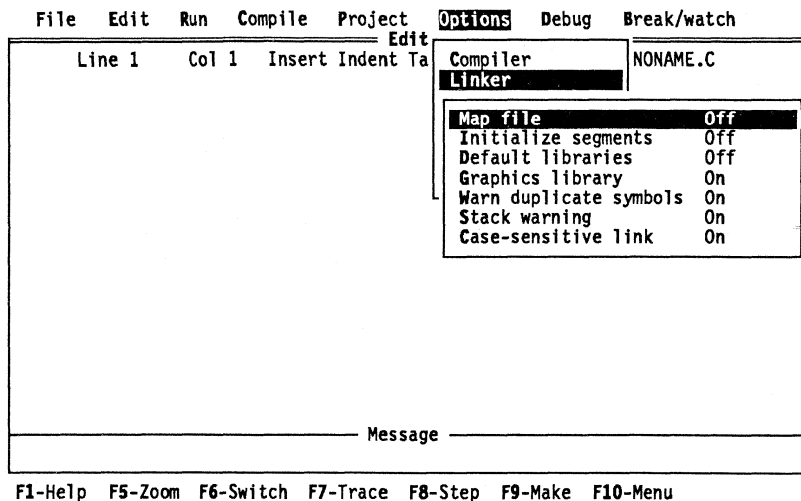 File Edit Run Compile Project Options Debug Break/watch
Edit
Line 1 Col 1 Insert Indent Ta
NONAME.C
Compiler
Linker
Map file Off
Initialize segments Off
Default libraries Off
Graphics library On
Warn duplicate symbols On
Stack warning On
Case-sensitive link On
Message
F1-Help F5-Zoom F6-Switch F7-Trace F8-Step F9-Make F10-Menu